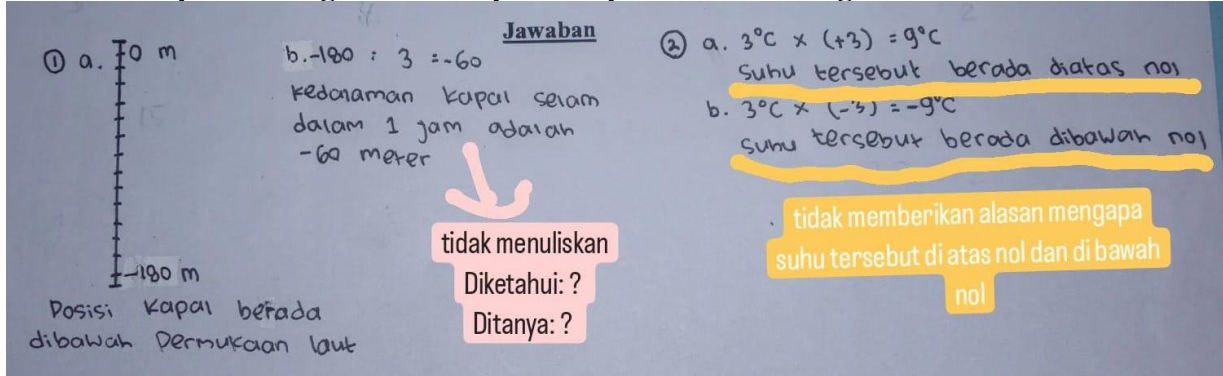 Jawaban
① a. 0 m
-180 m
Posisi kapal berada
dibawah Permukaan laut
b. -180 : 3 = -60
kedalaman kapal selam
dalam 1 jam adalah
-60 meter
tidak menuliskan
Diketahui: ?
Ditanya: ?
② a. 3°C × (+3) = 9°C
Suhu tersebut berada diatas nol
b. 3°C × (-3) = -9°C
Suhu tersebut berada dibawah nol
tidak memberikan alasan mengapa
suhu tersebut di atas nol dan di bawah
nol